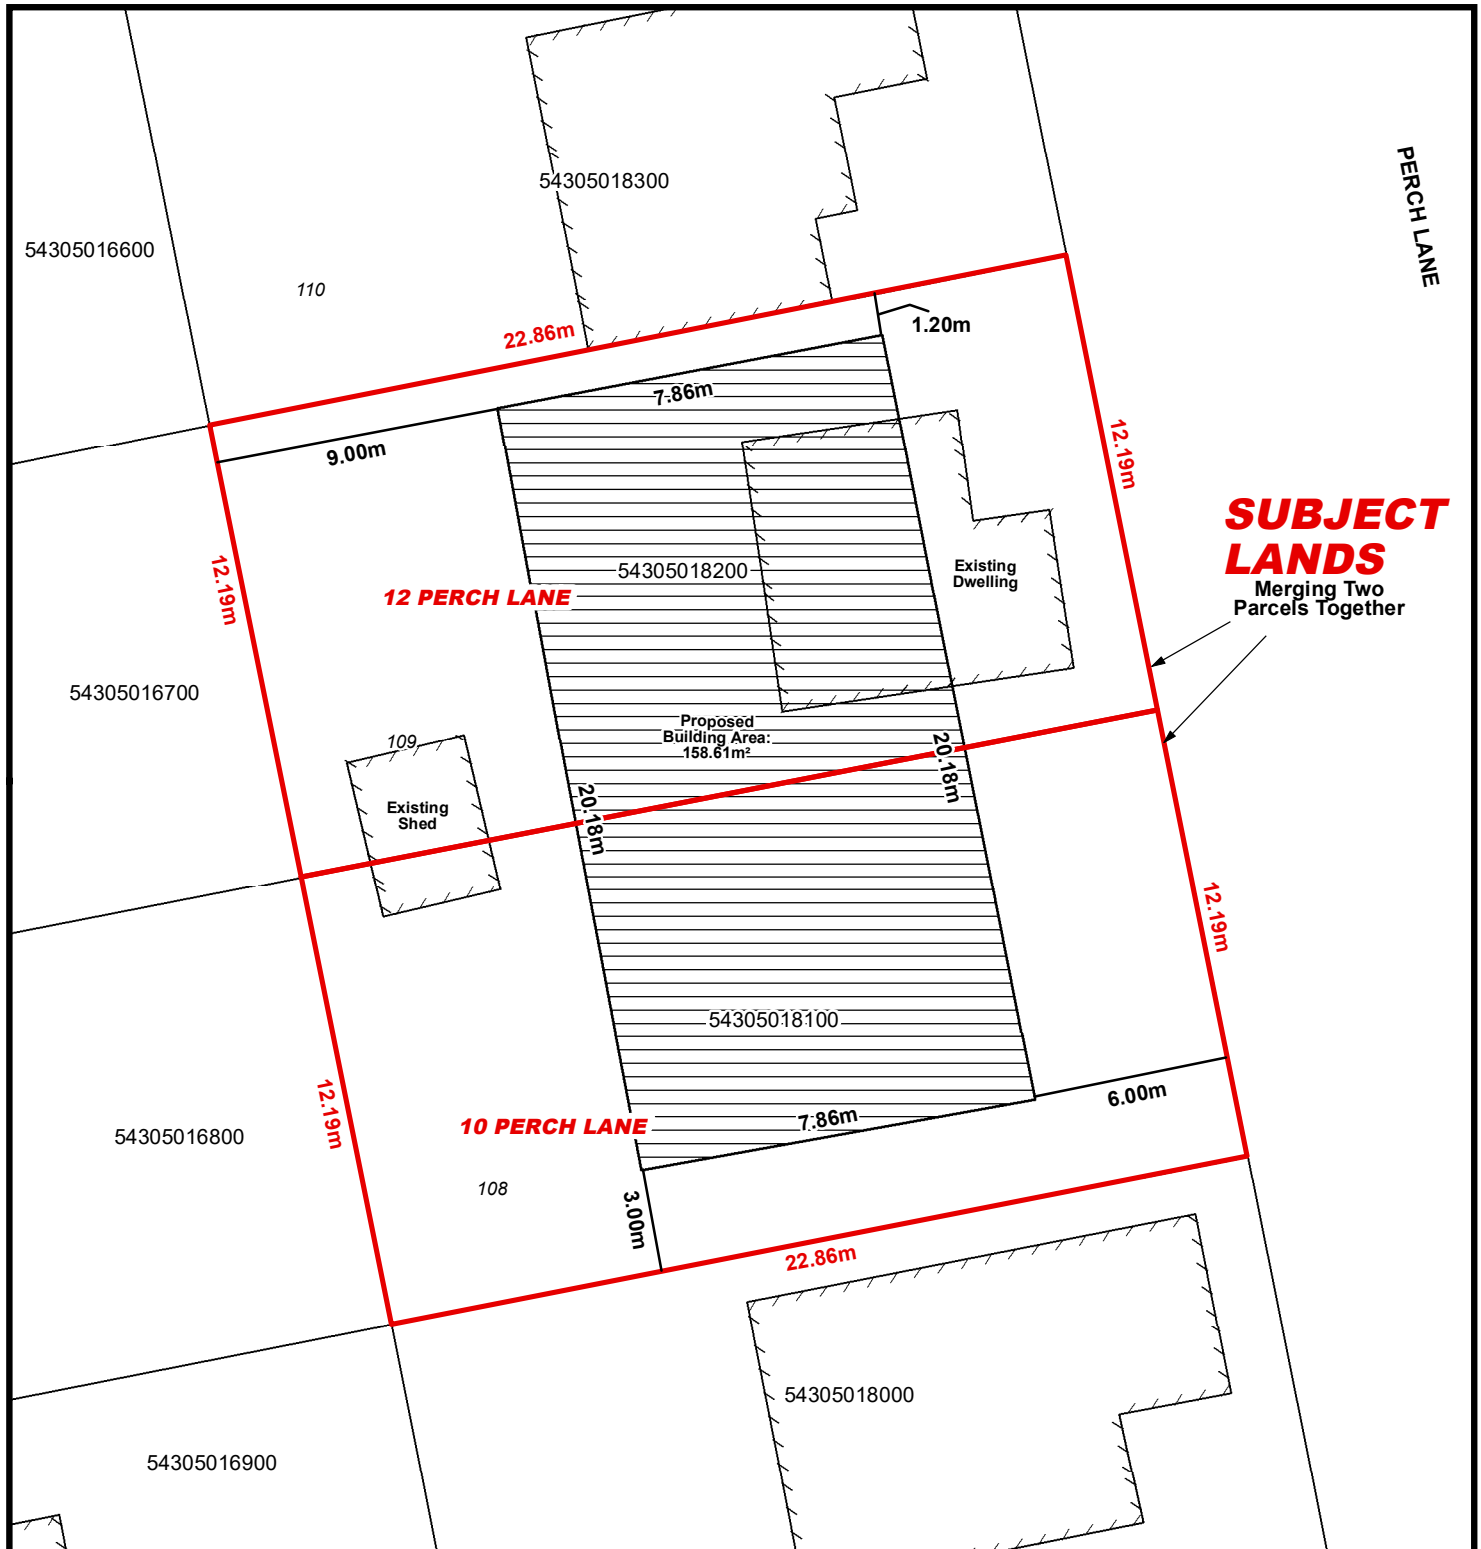 54305018300
PERCH LANE
54305016600
110
22.86m
1.20m
7.86m
9.00m
12.19m
SUBJECT
LANDS
Merging Two
Parcels Together
12.19m
54305018200
Existing
Dwelling
12 PERCH LANE
54305016700
Proposed
Building Area:
158.61m²
109
20.18m
Existing
Shed
20.18m
12.19m
54305018100
12.19m
6.00m
7.86m
10 PERCH LANE
54305016800
108
3.00m
22.86m
54305018000
54305016900